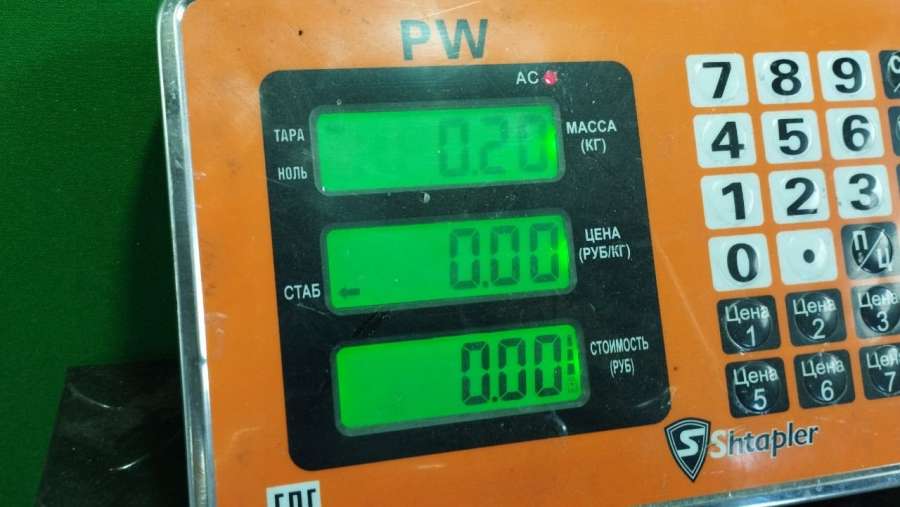 PW
AC
ТАРА
0.20
МАССА
(КГ)
НОЛЬ
0.00
ЦЕНА
(РУБ/КГ)
СТАБ
0.00
СТОИМОСТЬ
(РУБ)
7 8 9 С
4 5 6
1 2 3
0 . П/Ц
Цена 1
Цена 2
Цена 3
Цена 5
Цена 6
Цена 7
Shtapler
EAC